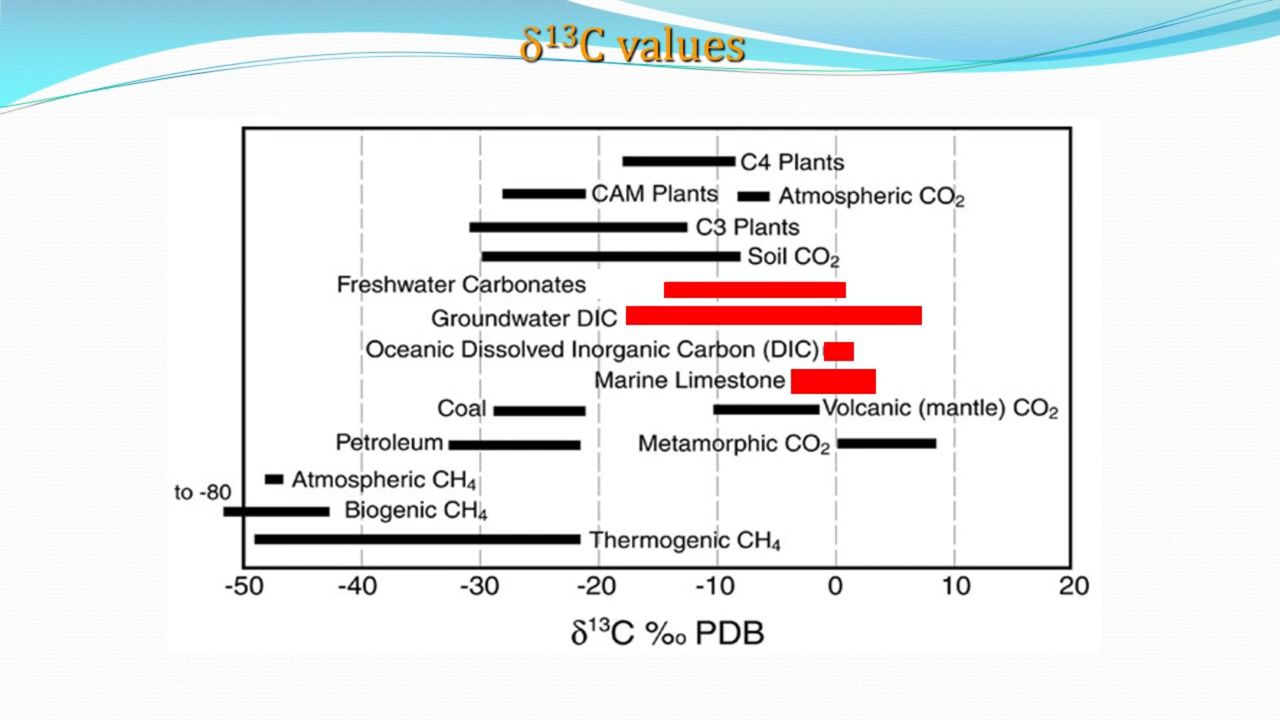 δ¹³C values
C4 Plants
CAM Plants
Atmospheric CO₂
C3 Plants
Soil CO₂
Freshwater Carbonates
Groundwater DIC
Oceanic Dissolved Inorganic Carbon (DIC)
Marine Limestone
Coal
Volcanic (mantle) CO₂
Petroleum
Metamorphic CO₂
Atmospheric CH₄
to -80
Biogenic CH₄
Thermogenic CH₄
-50 -40 -30 -20 -10 0 10 20
δ¹³C ‰ PDB